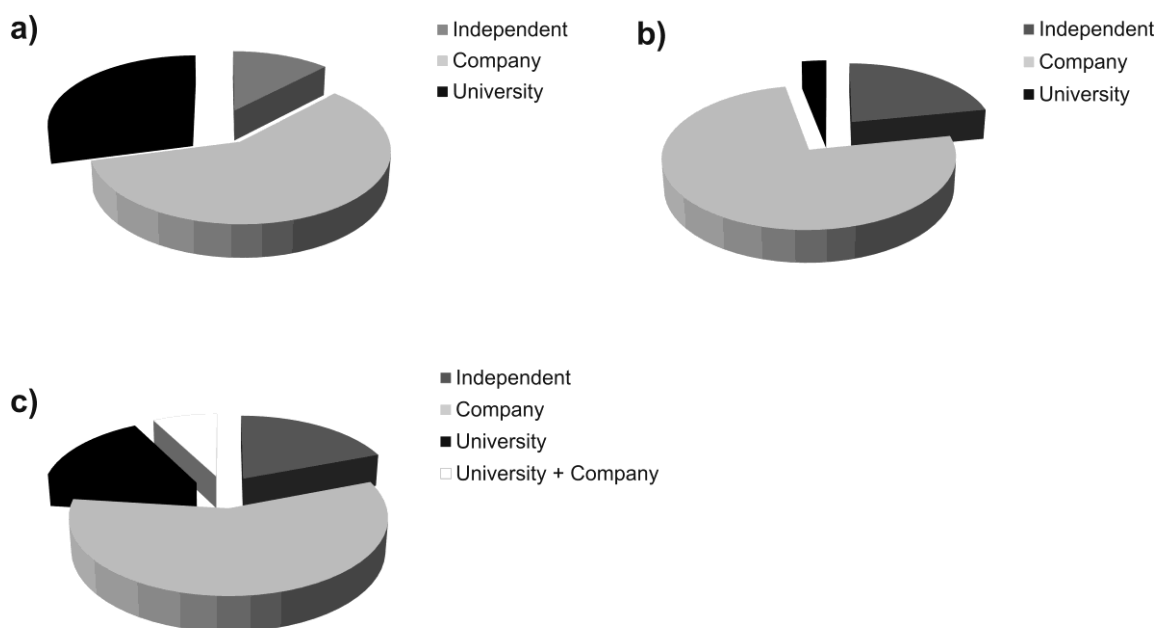 a)
Independent
Company
University
b)
Independent
Company
University
c)
Independent
Company
University
University + Company